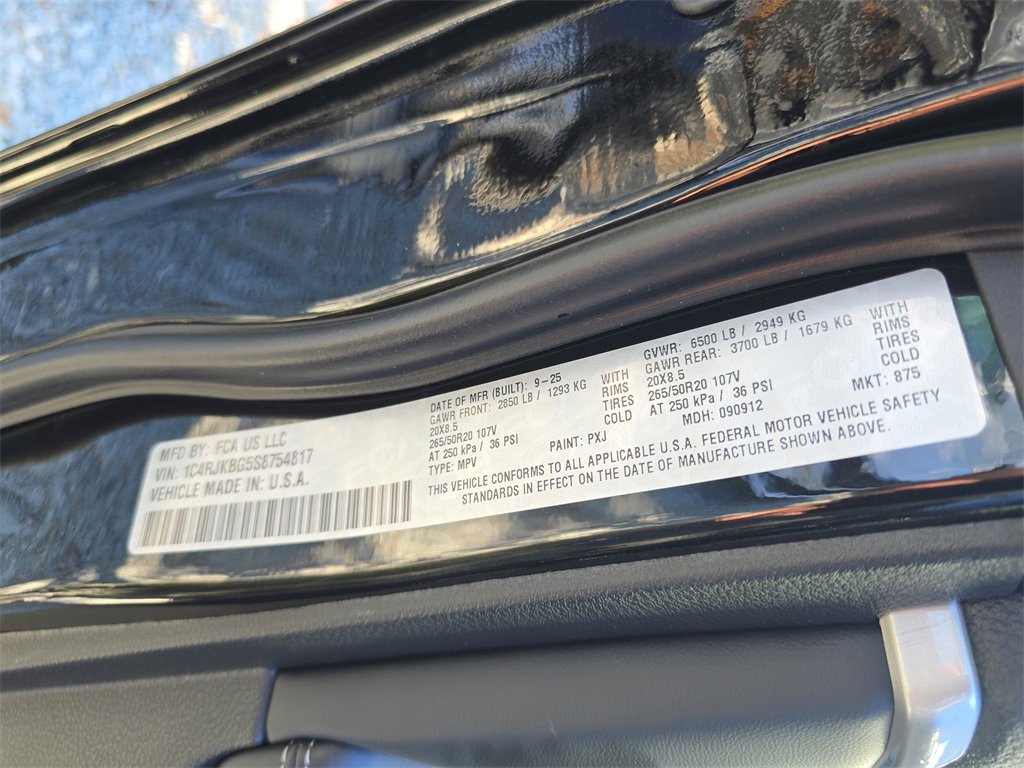 MFD BY: FCA US LLC
VIN: 1C4RJKBG5S8754817
VEHICLE MADE IN: U.S.A.
DATE OF MFR (BUILT): 9-25
GAWR FRONT: 2850 LB / 1293 KG WITH
20X8.5 RIMS
265/50R20 107V TIRES
AT 250 kPa / 36 PSI COLD
TYPE: MPV PAINT: PXJ
GVWR: 6500 LB / 2949 KG
GAWR REAR: 3700 LB / 1679 KG WITH
20X8.5 RIMS
265/50R20 107V TIRES
AT 250 kPa / 36 PSI COLD
MDH: 090912 MKT: 875
THIS VEHICLE CONFORMS TO ALL APPLICABLE U.S.A. FEDERAL MOTOR VEHICLE SAFETY
STANDARDS IN EFFECT ON THE DATE OF MANUFACTURE SHOWN ABOVE.